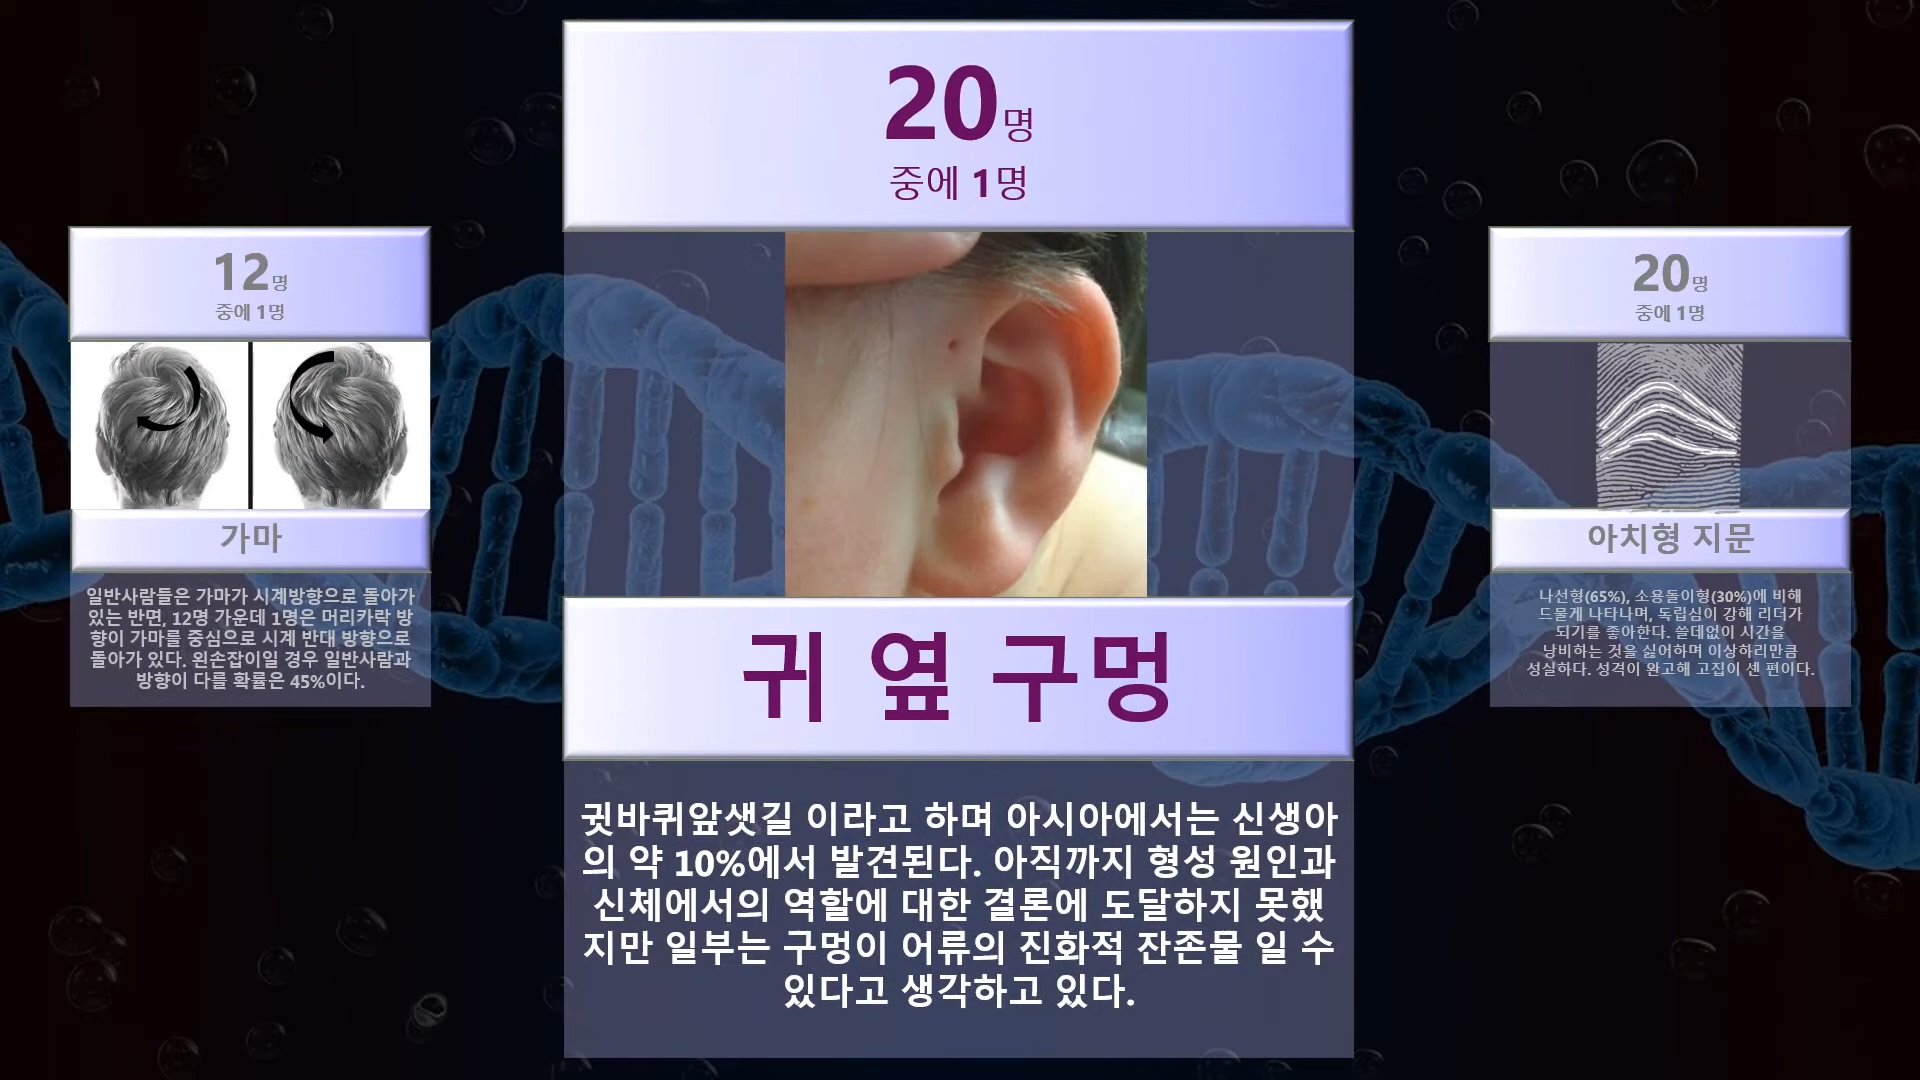 12명
중에 1명
가마
일반사람들은 가마가 시계방향으로 돌아가
있는 반면, 12명 가운데 1명은 머리카락 방
향이 가마를 중심으로 시계 반대 방향으로
돌아가 있다. 왼손잡이일 경우 일반사람과
방향이 다를 확률은 45%이다.
20명
중에 1명
귀 옆 구멍
귓바퀴앞샛길 이라고 하며 아시아에서는 신생아
의 약 10%에서 발견된다. 아직까지 형성 원인과
신체에서의 역할에 대한 결론에 도달하지 못했
지만 일부는 구멍이 어류의 진화적 잔존물 일 수
있다고 생각하고 있다.
20명
중에 1명
아치형 지문
나선형(65%), 소용돌이형(30%)에 비해
드물게 나타나며, 독립심이 강해 리더가
되기를 좋아한다. 쓸데없이 시간을
낭비하는 것을 싫어하며 이상하리만큼
성실하다. 성격이 완고해 고집이 센 편이다.